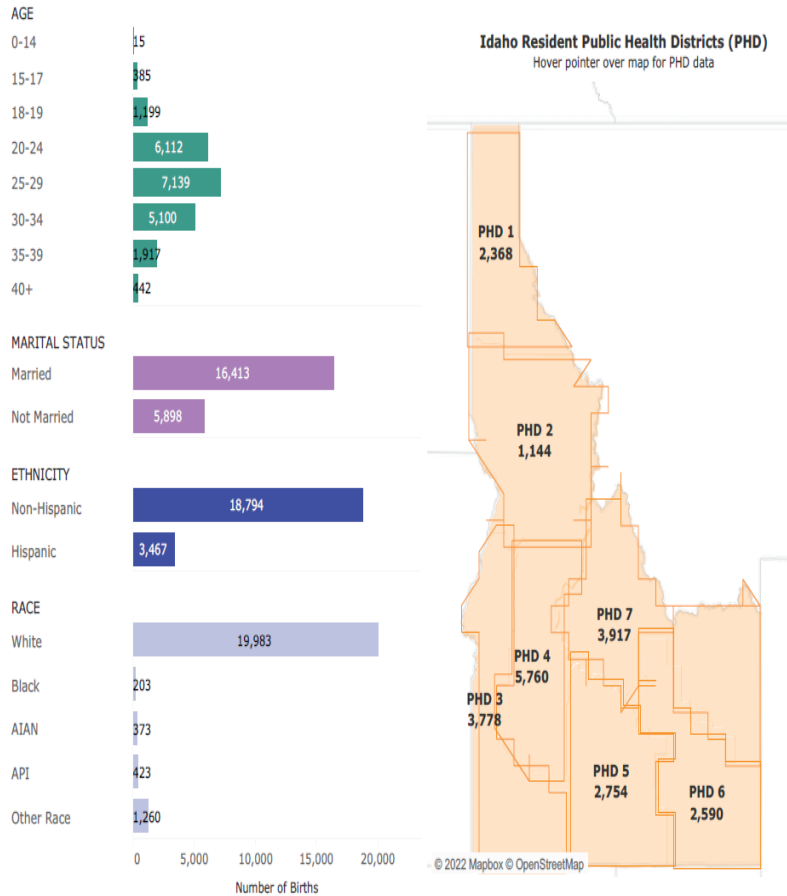 AGE
0-14 15
15-17 385
18-19 1,199
20-24 6,112
25-29 7,139
30-34 5,100
35-39 1,917
40+ 442
MARITAL STATUS
Married 16,413
Not Married 5,898
ETHNICITY
Non-Hispanic 18,794
Hispanic 3,467
RACE
White 19,983
Black 203
AIAN 373
API 423
Other Race 1,260
0 5,000 10,000 15,000 20,000
Number of Births
Idaho Resident Public Health Districts (PHD)
Hover pointer over map for PHD data
PHD 1
2,368
PHD 2
1,144
PHD 7
3,917
PHD 4
5,760
PHD 3
3,778
PHD 5
2,754
PHD 6
2,590
© 2022 Mapbox © OpenStreetMap